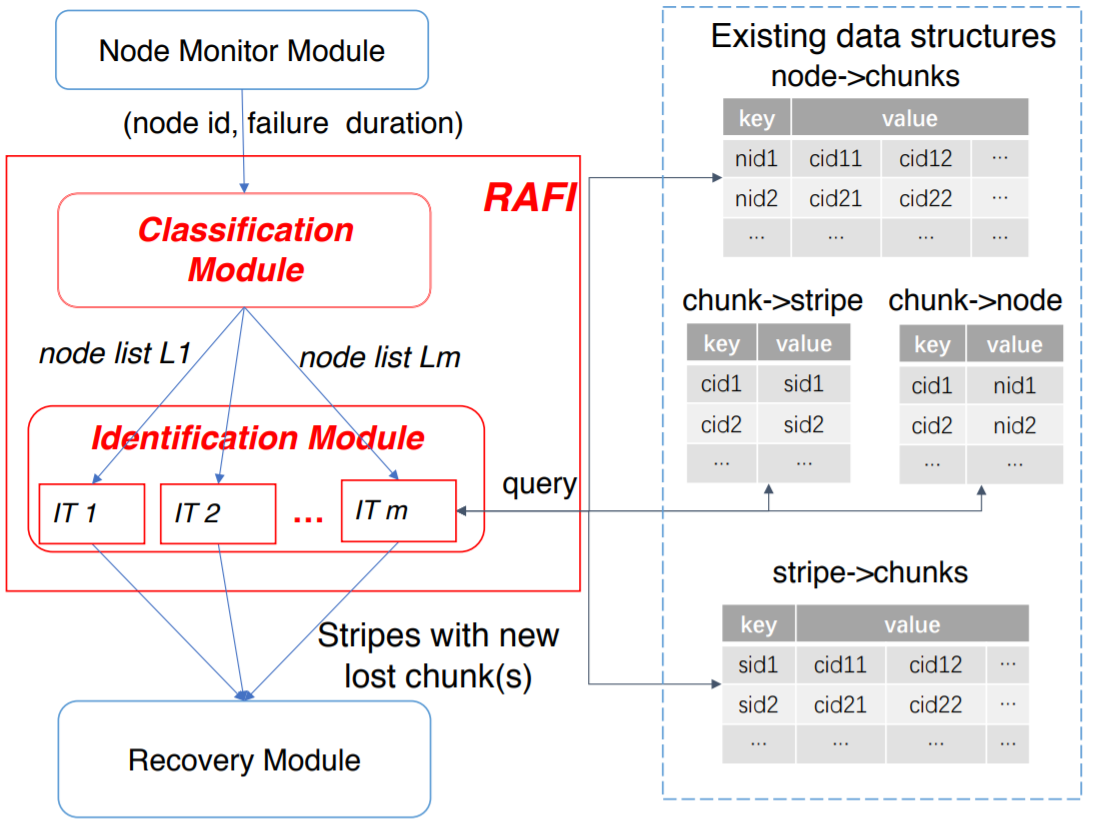 Node Monitor Module
(node id, failure duration)
RAFI
Classification
Module
node list L1
node list Lm
Identification Module
IT 1
IT 2
...
IT m
query
Stripes with new
lost chunk(s)
Recovery Module
Existing data structures
node->chunks
key value
nid1 cid11 cid12 ...
nid2 cid21 cid22 ...
... ... ... ...
chunk->stripe
key value
cid1 sid1
cid2 sid2
... ...
chunk->node
key value
cid1 nid1
cid2 nid2
... ...
stripe->chunks
key value
sid1 cid11 cid12 ...
sid2 cid21 cid22 ...
... ... ... ...